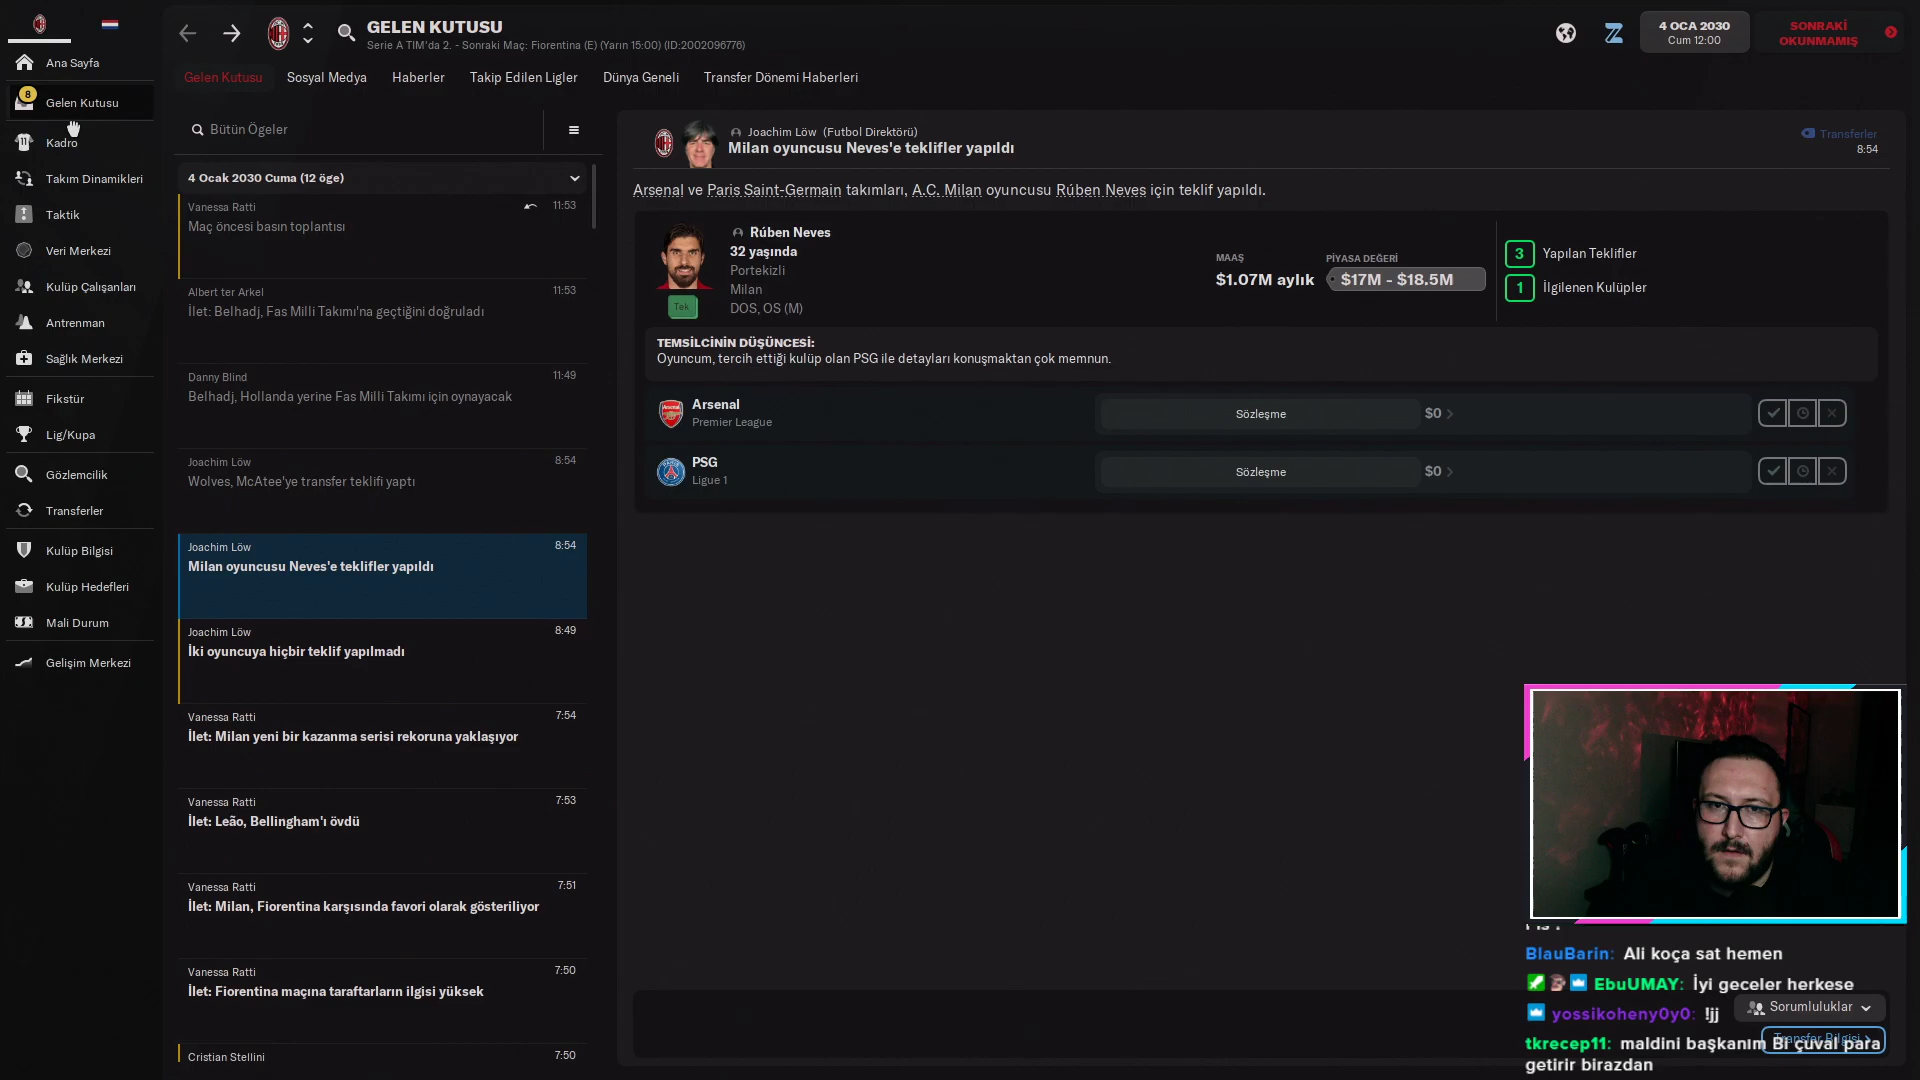 GELEN KUTUSU
Serie A TIM'da 2. - Sonraki Maç: Fiorentina (E) (Yarın 15:00) (ID:2002096776)
4 OCA 2030
Cum 12:00
SONRAKİ
OKUNMAMIŞ
Ana Sayfa
8
Gelen Kutusu
Kadro
Takım Dinamikleri
Taktik
Veri Merkezi
Kulüp Çalışanları
Antrenman
Sağlık Merkezi
Fikstür
Lig/Kupa
Gözlemcilik
Transferler
Kulüp Bilgisi
Kulüp Hedefleri
Mali Durum
Gelişim Merkezi
Gelen Kutusu Sosyal Medya Haberler Takip Edilen Ligler Dünya Geneli Transfer Dönemi Haberleri
Bütün Ögeler
4 Ocak 2030 Cuma (12 öge)
Vanessa Ratti 11:53
Maç öncesi basın toplantısı
Albert ter Arkel 11:53
İlet: Belhadj, Fas Milli Takımı'na geçtiğini doğruladı
Danny Blind 11:49
Belhadj, Hollanda yerine Fas Milli Takımı için oynayacak
Joachim Löw 8:54
Wolves, McAtee'ye transfer teklifi yaptı
Joachim Löw 8:54
Milan oyuncusu Neves'e teklifler yapıldı
Joachim Löw 8:49
İki oyuncuya hiçbir teklif yapılmadı
Vanessa Ratti 7:54
İlet: Milan yeni bir kazanma serisi rekoruna yaklaşıyor
Vanessa Ratti 7:53
İlet: Leão, Bellingham'ı övdü
Vanessa Ratti 7:51
İlet: Milan, Fiorentina karşısında favori olarak gösteriliyor
Vanessa Ratti 7:50
İlet: Fiorentina maçına taraftarların ilgisi yüksek
Cristian Stellini 7:50
Joachim Löw (Futbol Direktörü)
Milan oyuncusu Neves'e teklifler yapıldı
Transferler
8:54
Arsenal ve Paris Saint-Germain takımları, A.C. Milan oyuncusu Rúben Neves için teklif yapıldı.
Rúben Neves
32 yaşında
Portekizli
Milan
DOS, OS (M)
Tek
MAAŞ
$1.07M aylık
PİYASA DEĞERİ
$17M - $18.5M
3 Yapılan Teklifler
1 İlgilenen Kulüpler
TEMSİLCİNİN DÜŞÜNCESİ:
Oyuncum, tercih ettiği kulüp olan PSG ile detayları konuşmaktan çok memnun.
Arsenal
Premier League
Sözleşme $0
PSG
Ligue 1
Sözleşme $0
BlauBarin: Ali koça sat hemen
EbuUMAY: İyi geceler herkese
yossikoheny0y0: !jj
Sorumluluklar
Transfer Bilgisi
tkrecep11: maldini başkanım Bi çuval para
getirir birazdan